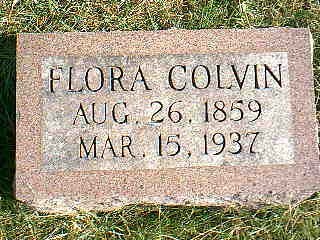 FLORA COLVIN
AUG. 26, 1859
MAR. 15, 1937